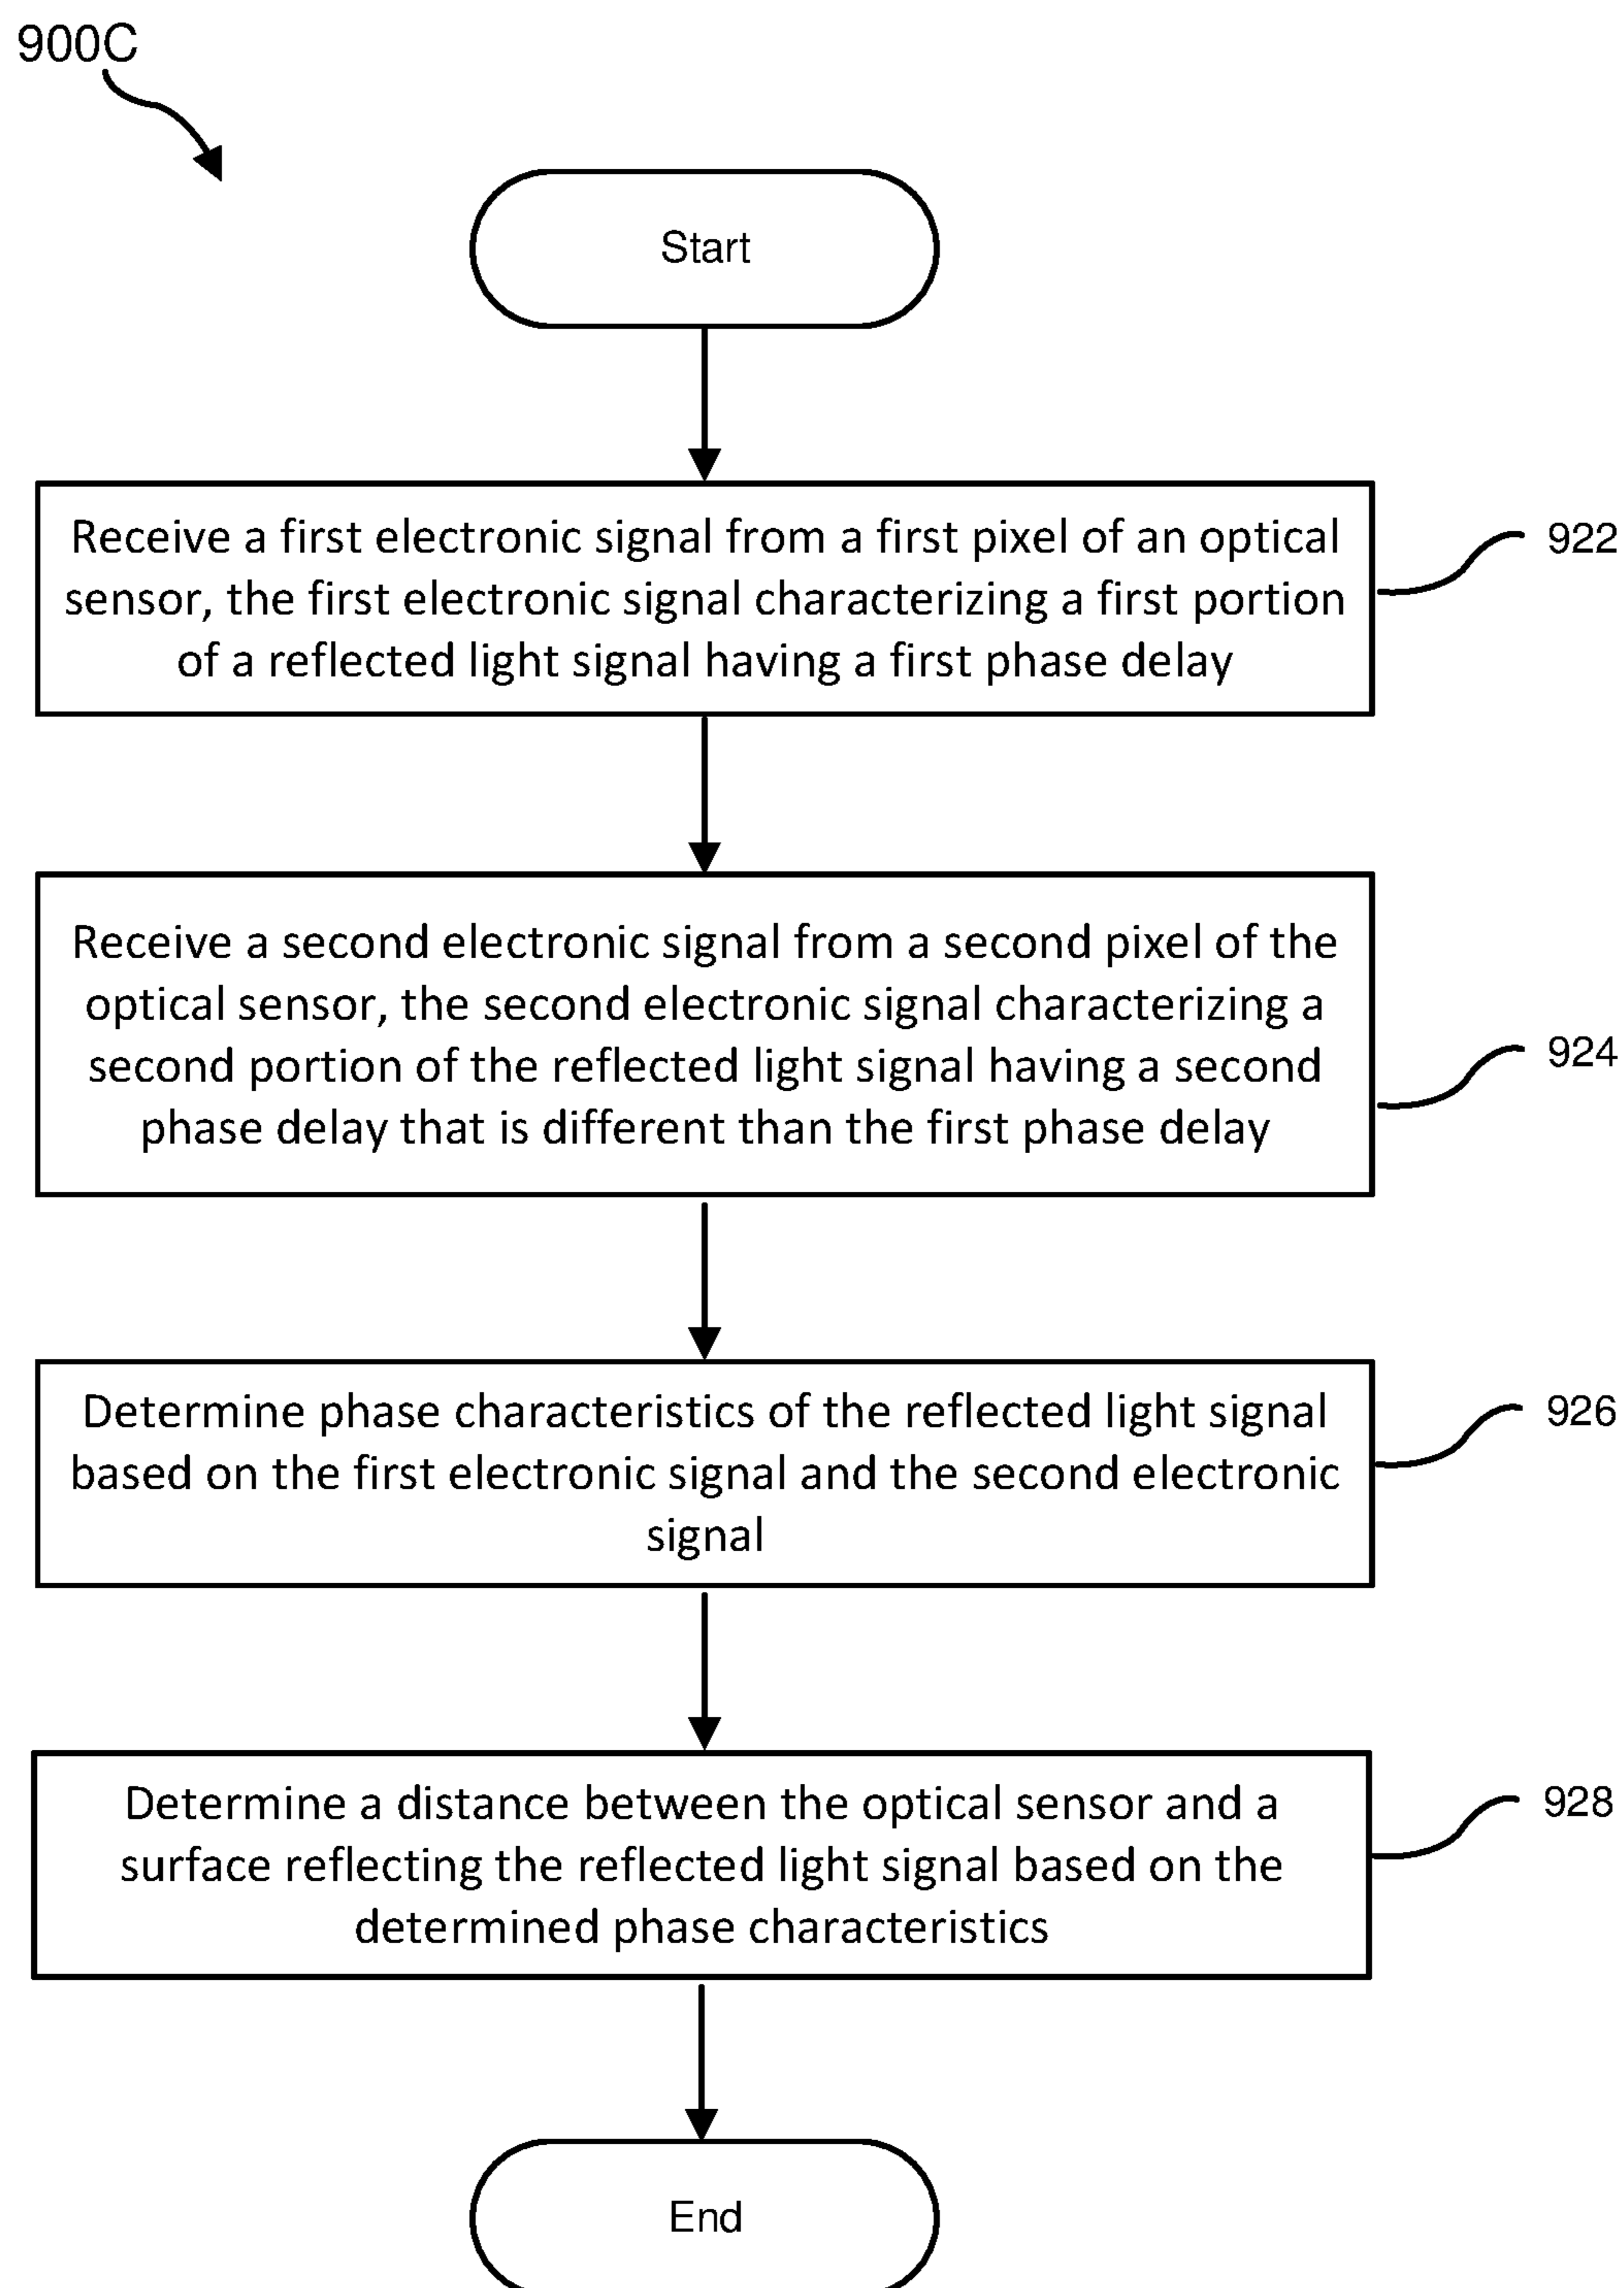 900C
Start
Receive a first electronic signal from a first pixel of an optical
sensor, the first electronic signal characterizing a first portion
of a reflected light signal having a first phase delay
922
Receive a second electronic signal from a second pixel of the
optical sensor, the second electronic signal characterizing a
second portion of the reflected light signal having a second
phase delay that is different than the first phase delay
924
Determine phase characteristics of the reflected light signal
based on the first electronic signal and the second electronic
signal
926
Determine a distance between the optical sensor and a
surface reflecting the reflected light signal based on the
determined phase characteristics
928
End